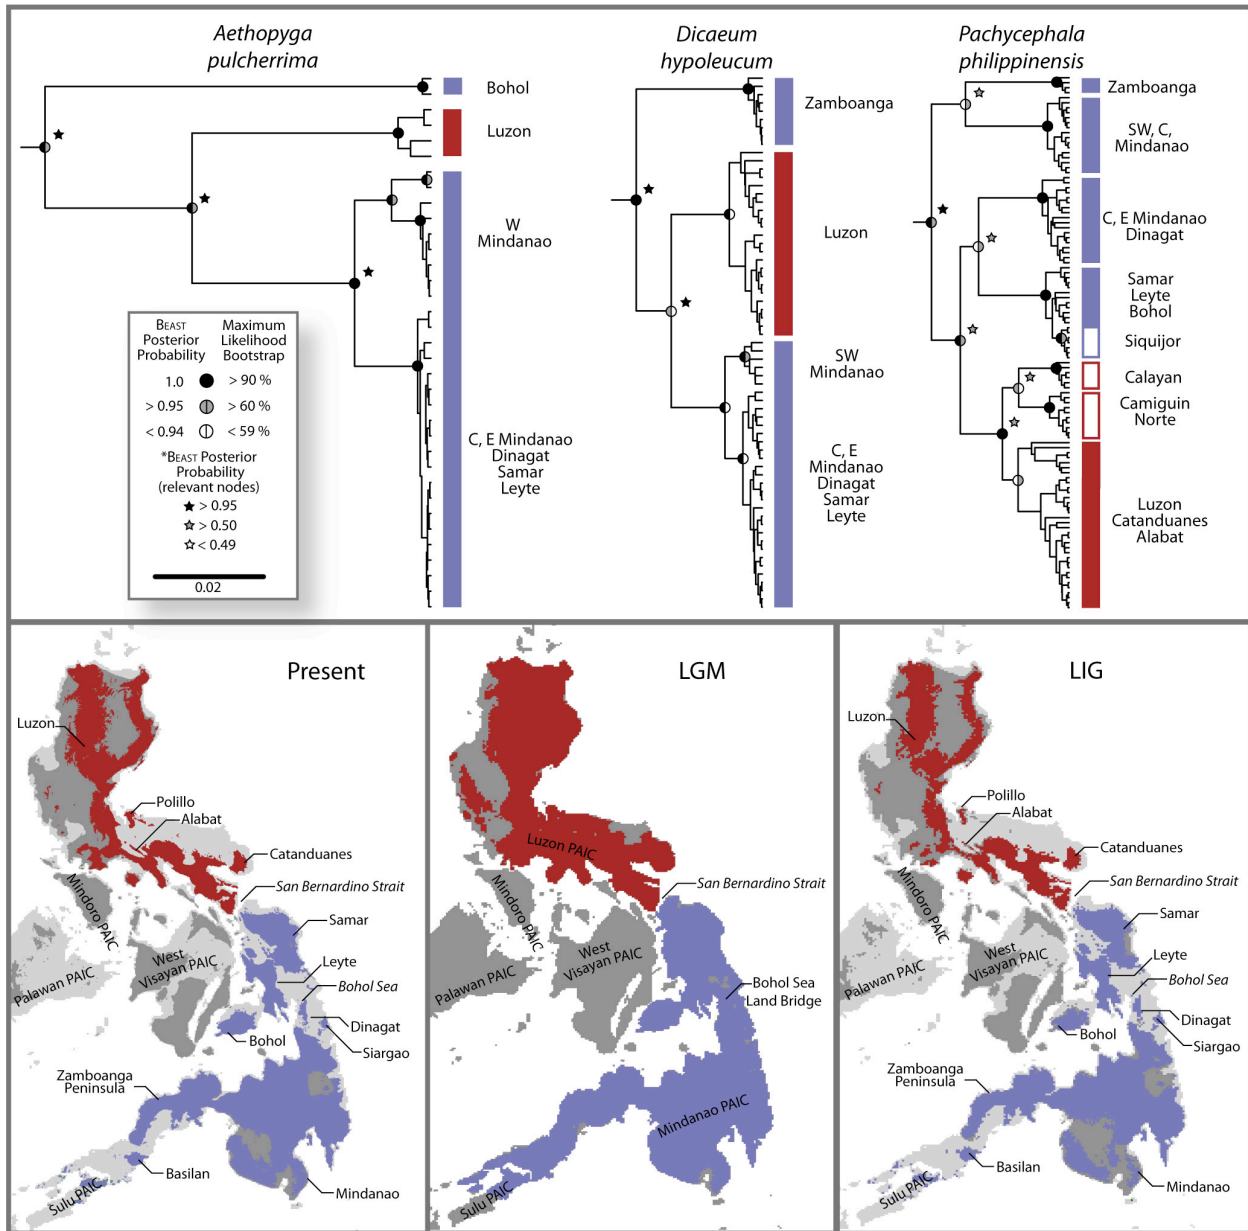 Aethopyga
pulcherrima
Bohol
Luzon
W
Mindanao
C, E Mindanao
Dinagat
Samar
Leyte
Dicaeum
hypoleucum
Zamboanga
Luzon
SW
Mindanao
C, E
Mindanao
Dinagat
Samar
Leyte
Pachycephala
philippinensis
Zamboanga
SW, C,
Mindanao
C, E Mindanao
Dinagat
Samar
Leyte
Bohol
Siquijor
Calayan
Camiguin
Norte
Luzon
Catanduanes
Alabat
BEAST Maximum
Posterior Likelihood
Probability Bootstrap
1.0 > 90 %
> 0.95 > 60 %
< 0.94 < 59 %
*BEAST Posterior
Probability
(relevant nodes)
> 0.95
> 0.50
< 0.49
0.02
Present
Luzon
Polillo
Alabat
Catanduanes
San Bernardino Strait
Mindoro PAIC
Samar
West
Visayan PAIC
Palawan PAIC
Leyte
Bohol Sea
Dinagat
Bohol
Siargao
Zamboanga
Peninsula
Basilan
Sulu PAIC
Mindanao
LGM
Luzon PAIC
San Bernardino Strait
Mindoro PAIC
West
Visayan PAIC
Palawan PAIC
Bohol Sea
Land Bridge
Mindanao PAIC
Sulu PAIC
LIG
Luzon
Polillo
Alabat
Catanduanes
San Bernardino Strait
Mindoro PAIC
Samar
West
Visayan PAIC
Palawan PAIC
Leyte
Bohol Sea
Dinagat
Bohol
Siargao
Zamboanga
Peninsula
Basilan
Sulu PAIC
Mindanao